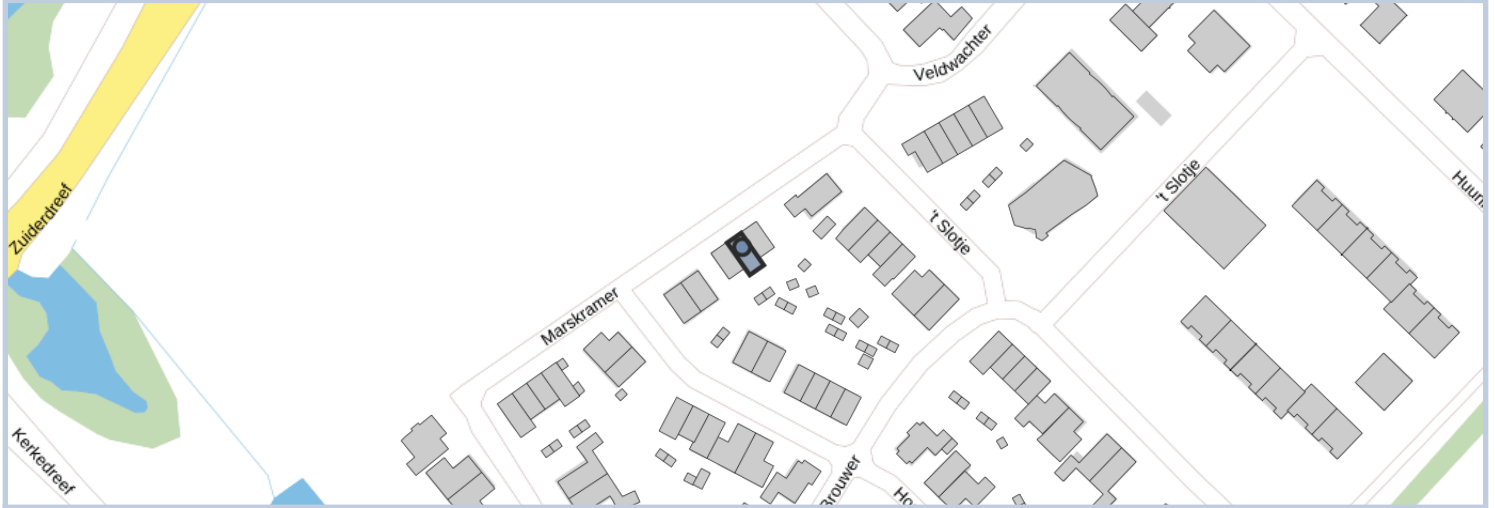 Veldwachter
Zuiderdreef
't Slotje
't Slotje
Marskramer
Kerkedreef
Brouwer